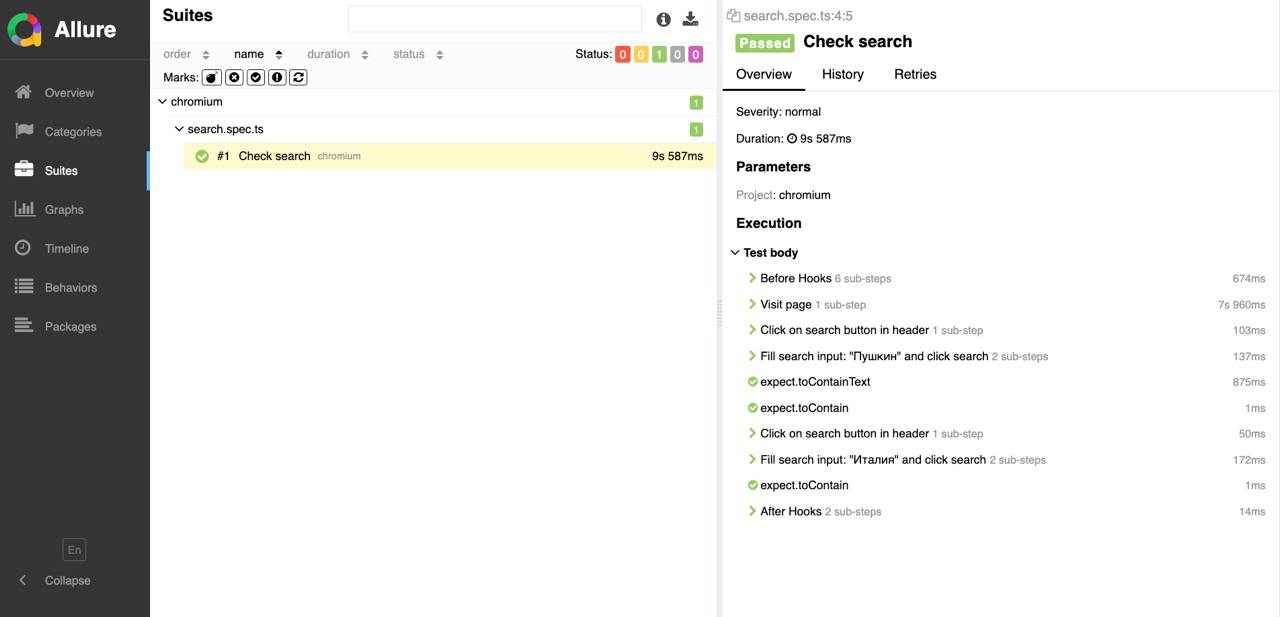 Allure
Overview
Categories
Suites
Graphs
Timeline
Behaviors
Packages
En
Collapse
Suites
order name duration status Status: 0 0 1 0 0
Marks:
chromium 1
search.spec.ts 1
#1 Check search chromium 9s 587ms
search.spec.ts:4:5
Passed Check search
Overview History Retries
Severity: normal
Duration: 9s 587ms
Parameters
Project: chromium
Execution
Test body
Before Hooks 6 sub-steps 674ms
Visit page 1 sub-step 7s 960ms
Click on search button in header 1 sub-step 103ms
Fill search input: "Пушкин" and click search 2 sub-steps 137ms
expect.toContainText 875ms
expect.toContain 1ms
Click on search button in header 1 sub-step 50ms
Fill search input: "Италия" and click search 2 sub-steps 172ms
expect.toContain 1ms
After Hooks 2 sub-steps 14ms